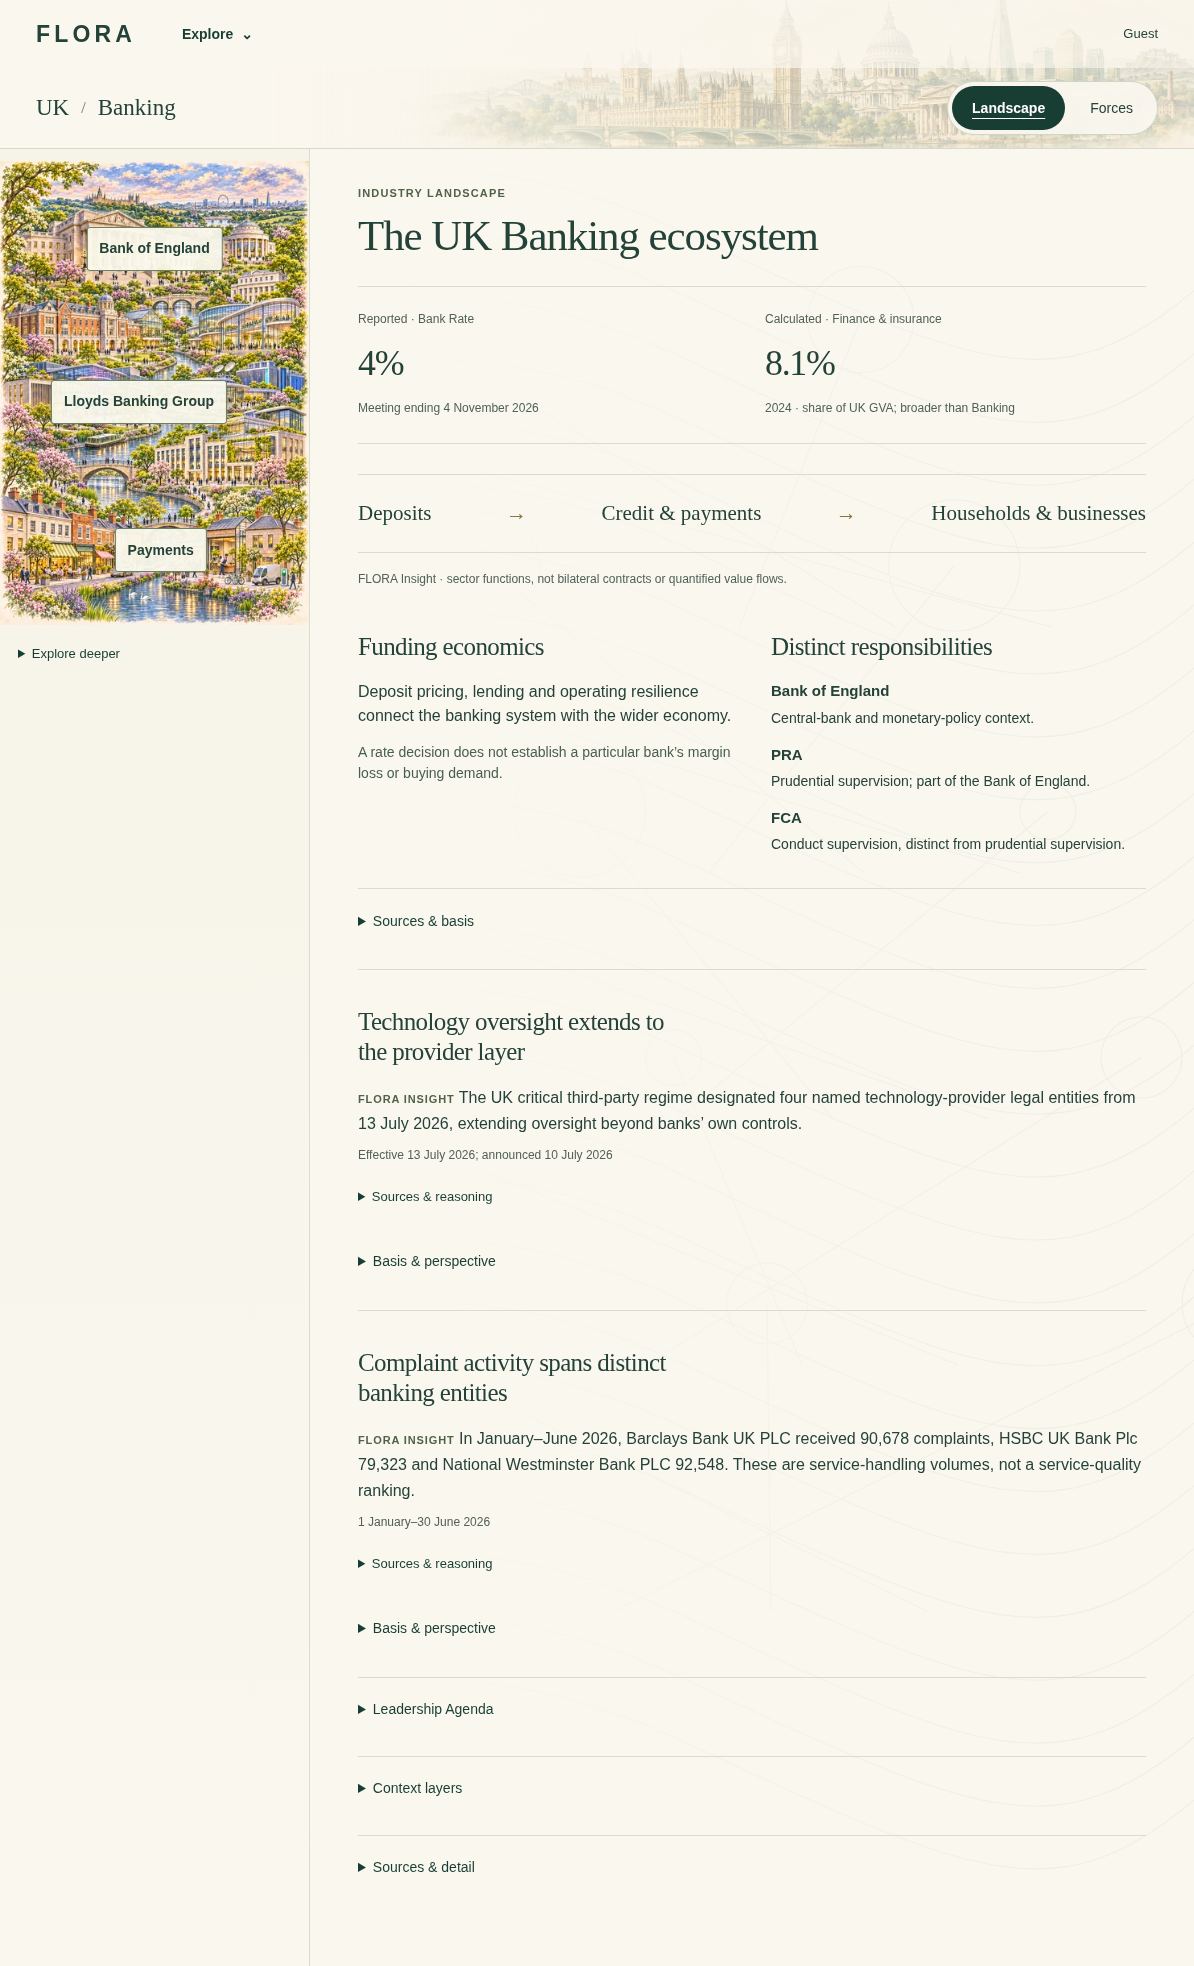 FLORA
Explore
Guest
UK / Banking
Landscape
Forces
Bank of England
Lloyds Banking Group
Payments
▶ Explore deeper
INDUSTRY LANDSCAPE
The UK Banking ecosystem
Reported · Bank Rate
4%
Meeting ending 4 November 2026
Calculated · Finance & insurance
8.1%
2024 · share of UK GVA; broader than Banking
Deposits → Credit & payments → Households & businesses
FLORA Insight · sector functions, not bilateral contracts or quantified value flows.
Funding economics
Deposit pricing, lending and operating resilience
connect the banking system with the wider economy.
A rate decision does not establish a particular bank’s margin
loss or buying demand.
Distinct responsibilities
Bank of England
Central-bank and monetary-policy context.
PRA
Prudential supervision; part of the Bank of England.
FCA
Conduct supervision, distinct from prudential supervision.
▶ Sources & basis
Technology oversight extends to
the provider layer
FLORA INSIGHT The UK critical third-party regime designated four named technology-provider legal entities from
13 July 2026, extending oversight beyond banks’ own controls.
Effective 13 July 2026; announced 10 July 2026
▶ Sources & reasoning
▶ Basis & perspective
Complaint activity spans distinct
banking entities
FLORA INSIGHT In January–June 2026, Barclays Bank UK PLC received 90,678 complaints, HSBC UK Bank Plc
79,323 and National Westminster Bank PLC 92,548. These are service-handling volumes, not a service-quality
ranking.
1 January–30 June 2026
▶ Sources & reasoning
▶ Basis & perspective
▶ Leadership Agenda
▶ Context layers
▶ Sources & detail